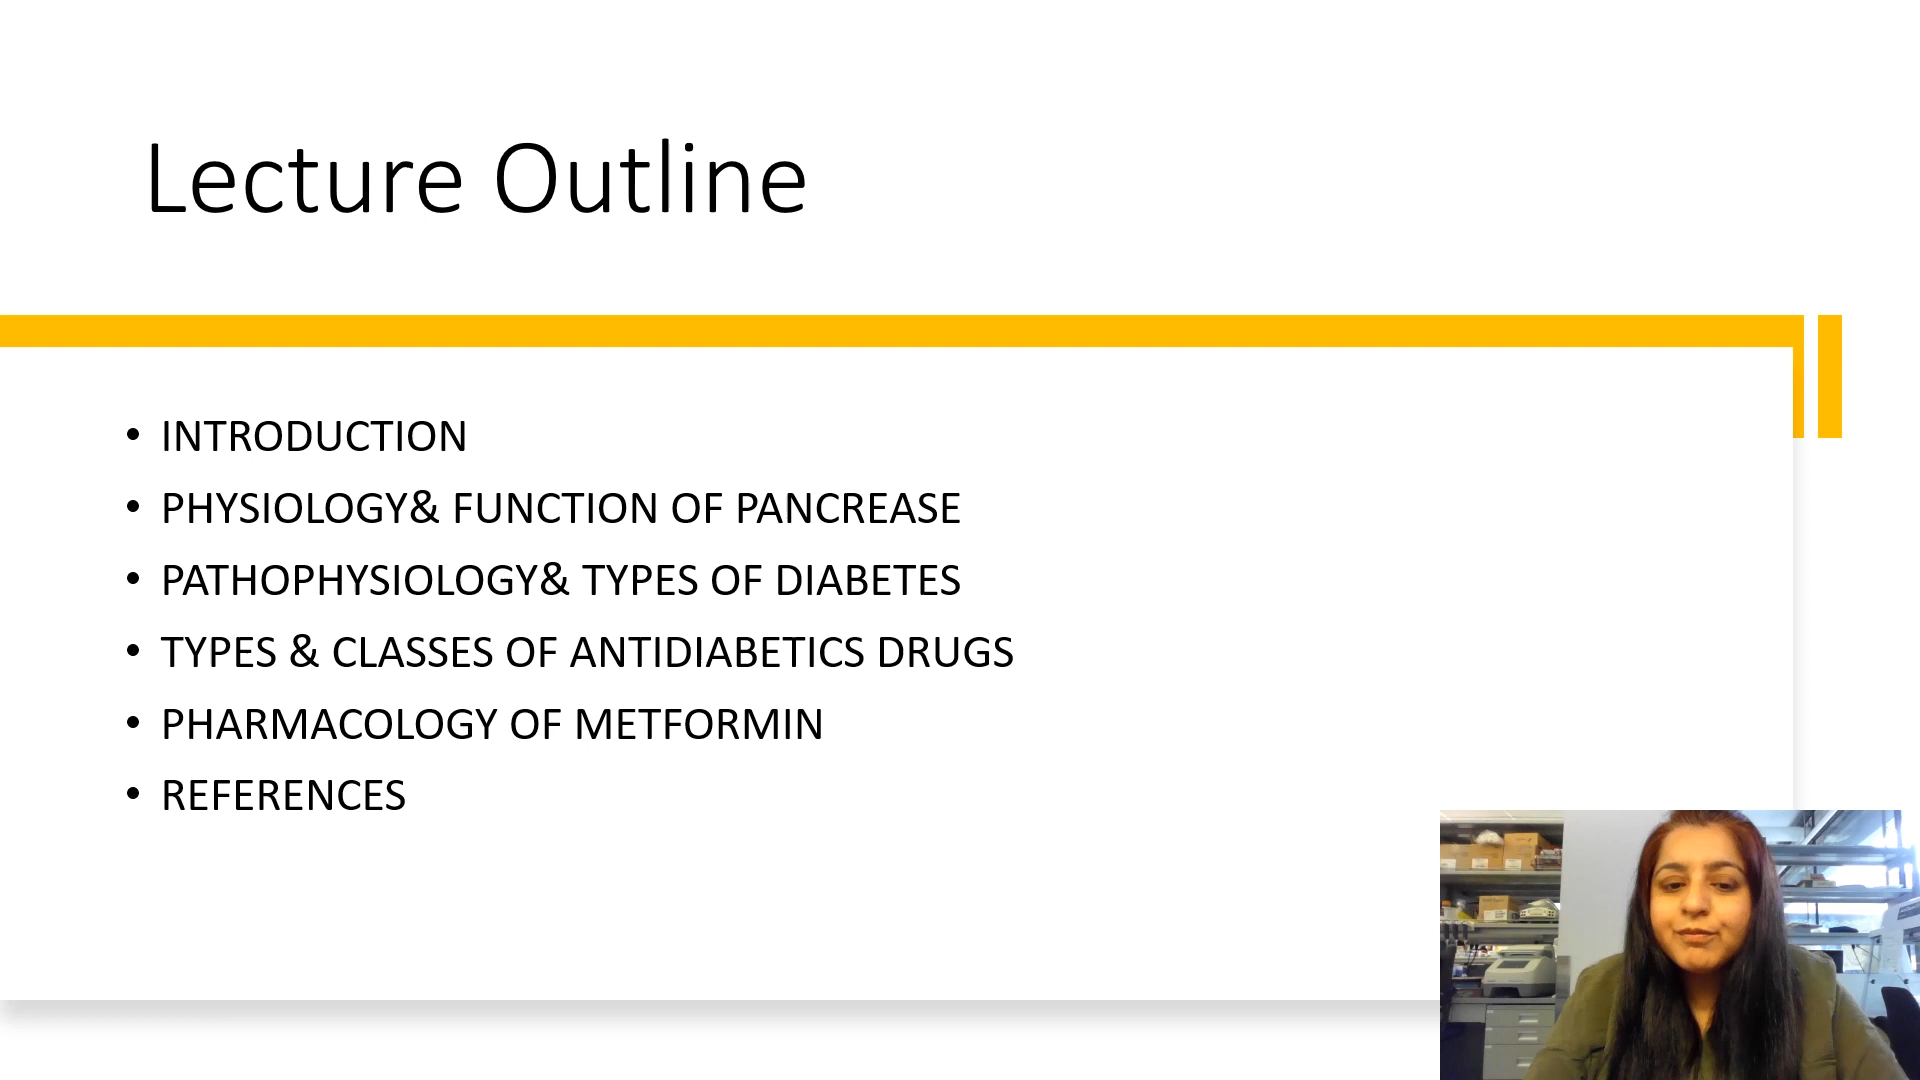 Lecture Outline
• INTRODUCTION
• PHYSIOLOGY& FUNCTION OF PANCREASE
• PATHOPHYSIOLOGY& TYPES OF DIABETES
• TYPES & CLASSES OF ANTIDIABETICS DRUGS
• PHARMACOLOGY OF METFORMIN
• REFERENCES